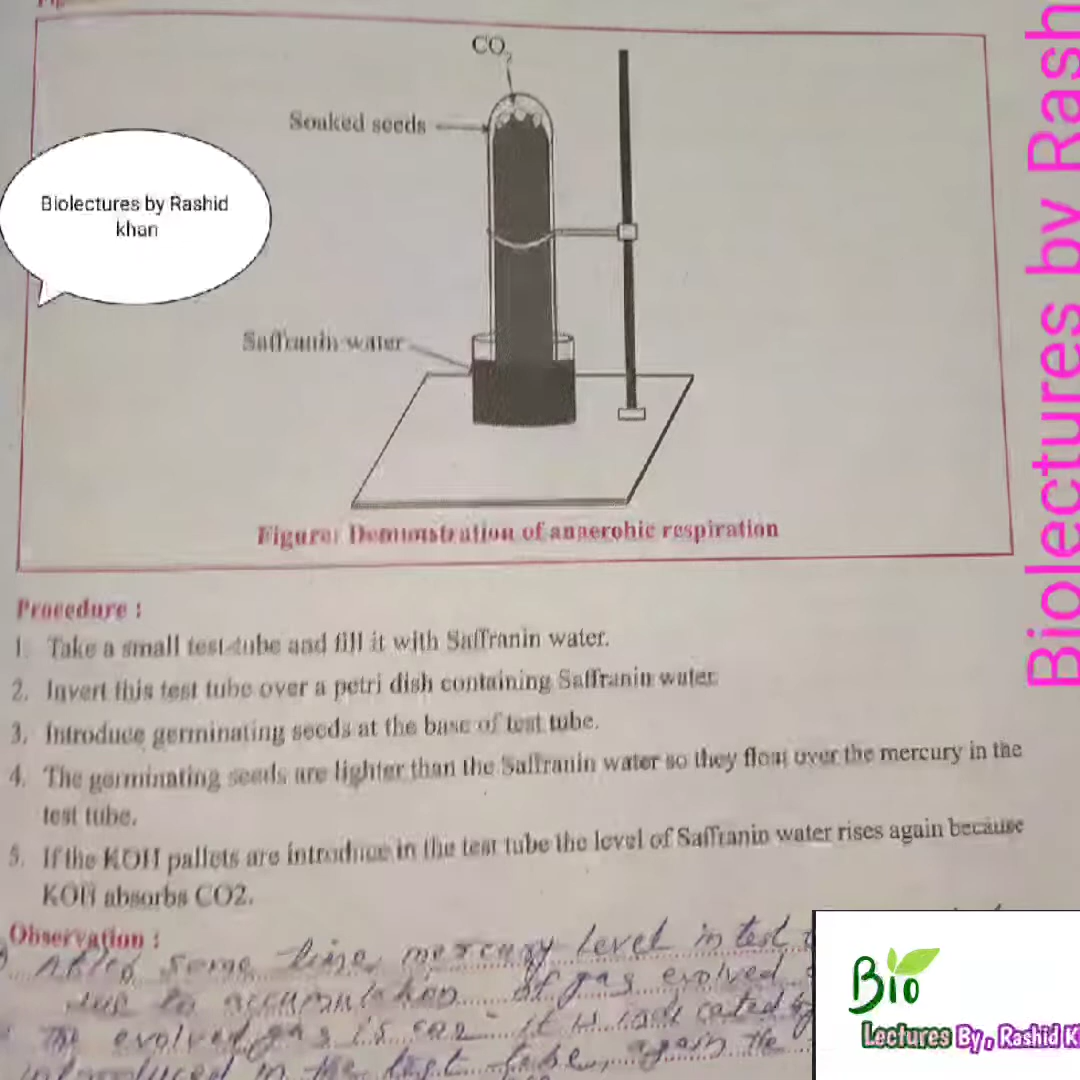 CO2
Soaked seeds
Biolectures by Rashid
khan
Saffranin water
Figure: Demonstration of anaerobic respiration
Biolectures by Rash
Procedure :
1. Take a small test-tube and fill it with Saffranin water.
2. Invert this test tube over a petri dish containing Saffranin water
3. Introduce germinating seeds at the base of test tube.
4. The germinating seeds are lighter than the Saffranin water so they float over the mercury in the
test tube.
5. If the KOH pallets are introduce in the test tube the level of Saffranin water rises again because
KOH absorbs CO2.
Observation :
After some time, mercury level in test
due to accumulation of gas evolved
The evolved gas is co2 it is indicated by
introduced in the test tube, again the
Bio
Lectures By, Rashid K